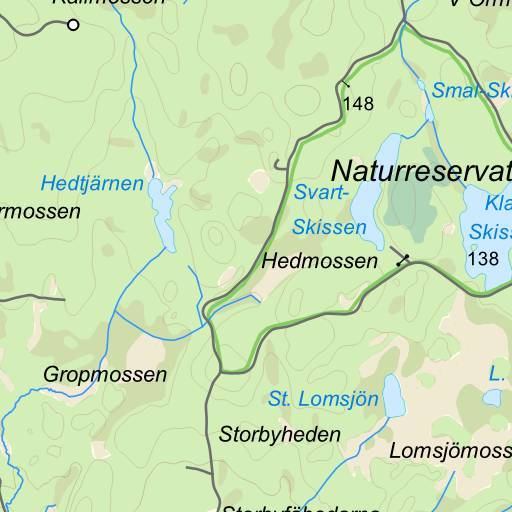 148
Smal-Sk
Naturreservat
Hedtjärnen
Svart-
Skissen
rmossen
Kla
Skiss
Hedmossen
138
Gropmossen
St. Lomsjön
L.
Storbyheden
Lomsjömoss